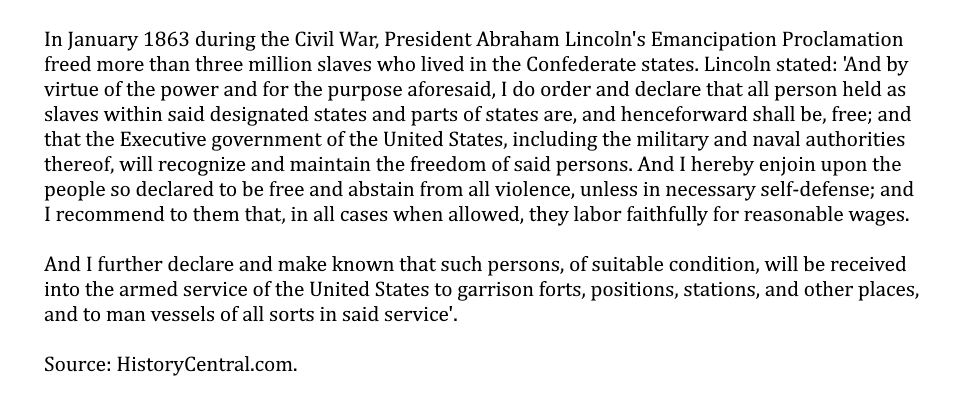 In January 1863 during the Civil War, President Abraham Lincoln's Emancipation Proclamation
freed more than three million slaves who lived in the Confederate states. Lincoln stated: 'And by
virtue of the power and for the purpose aforesaid, I do order and declare that all person held as
slaves within said designated states and parts of states are, and henceforward shall be, free; and
that the Executive government of the United States, including the military and naval authorities
thereof, will recognize and maintain the freedom of said persons. And I hereby enjoin upon the
people so declared to be free and abstain from all violence, unless in necessary self-defense; and
I recommend to them that, in all cases when allowed, they labor faithfully for reasonable wages.
And I further declare and make known that such persons, of suitable condition, will be received
into the armed service of the United States to garrison forts, positions, stations, and other places,
and to man vessels of all sorts in said service'.
Source: HistoryCentral.com.